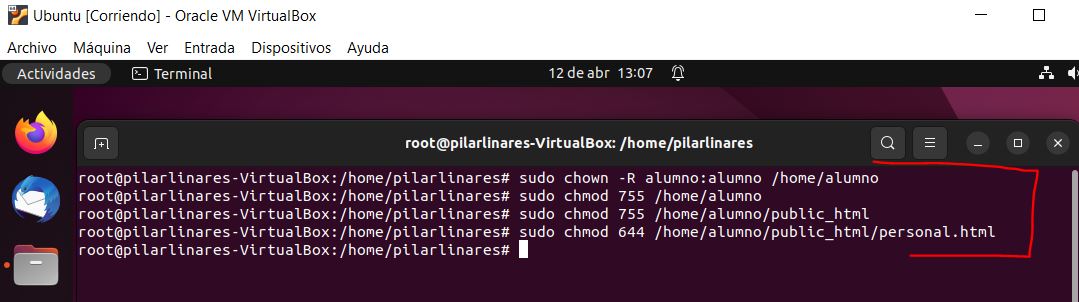 Ubuntu [Corriendo] - Oracle VM VirtualBox
Archivo Máquina Ver Entrada Dispositivos Ayuda
Actividades Terminal 12 de abr 13:07
root@pilarlinares-VirtualBox: /home/pilarlinares
root@pilarlinares-VirtualBox:/home/pilarlinares# sudo chown -R alumno:alumno /home/alumno
root@pilarlinares-VirtualBox:/home/pilarlinares# sudo chmod 755 /home/alumno
root@pilarlinares-VirtualBox:/home/pilarlinares# sudo chmod 755 /home/alumno/public_html
root@pilarlinares-VirtualBox:/home/pilarlinares# sudo chmod 644 /home/alumno/public_html/personal.html
root@pilarlinares-VirtualBox:/home/pilarlinares#